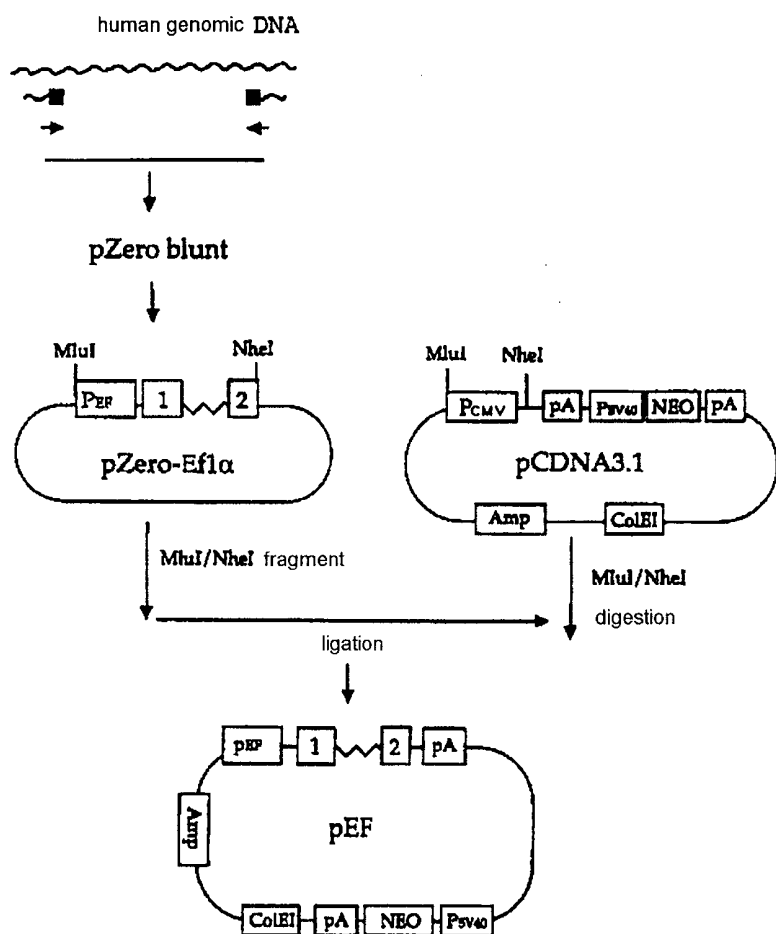 human genomic DNA
pZero blunt
MluI NheI
PEF 1 2
pZero-Ef1α
MluI NheI
PCMV pA PSV40 NEO pA
pCDNA3.1
Amp ColEI
MluI/NheI fragment
MluI/NheI
digestion
ligation
pEF 1 2 pA
Amp
pEF
ColEI pA NEO PSV40